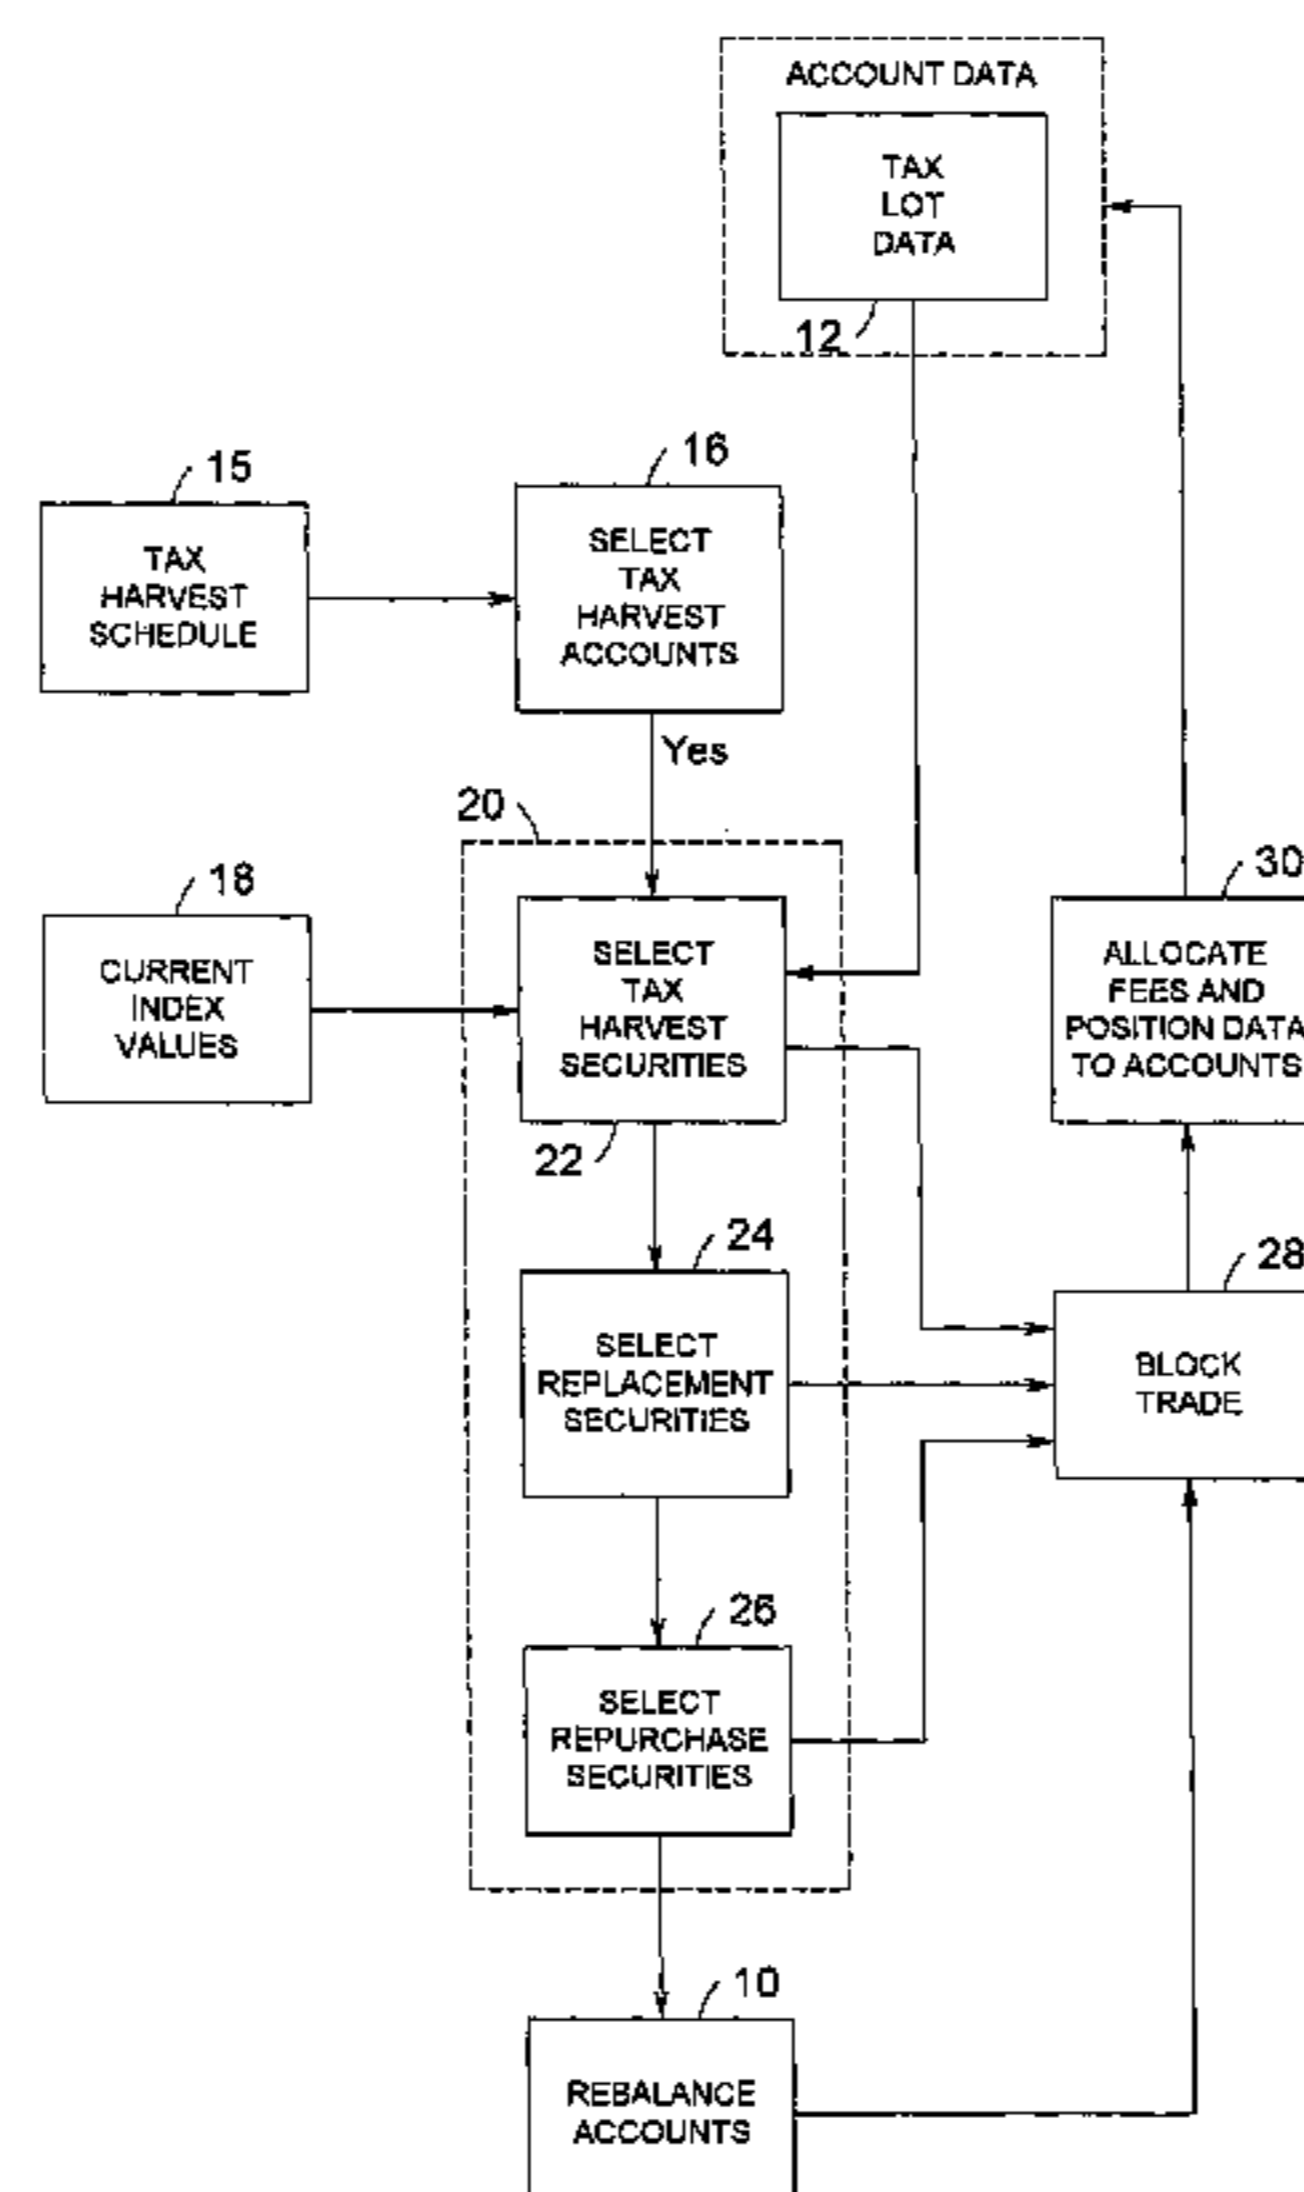 ACCOUNT DATA
TAX
LOT
DATA
12
15
TAX
HARVEST
SCHEDULE
16
SELECT
TAX
HARVEST
ACCOUNTS
Yes
20
18
CURRENT
INDEX
VALUES
SELECT
TAX
HARVEST
SECURITIES
22
30
ALLOCATE
FEES AND
POSITION DATA
TO ACCOUNTS
24
SELECT
REPLACEMENT
SECURITIES
28
BLOCK
TRADE
26
SELECT
REPURCHASE
SECURITIES
10
REBALANCE
ACCOUNTS